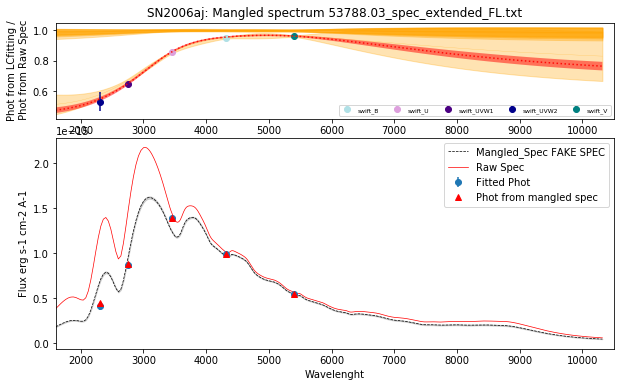 SN2006aj: Mangled spectrum 53788.03_spec_extended_FL.txt
Phot from LCfitting /
Phot from Raw Spec
1.0
0.8
0.6
swift_B
swift_U
swift_UVW1
swift_UVW2
swift_V
2000 3000 4000 5000 6000 7000 8000 9000 10000
Flux erg s-1 cm-2 A-1
2.0
1.5
1.0
0.5
0.0
Mangled_Spec FAKE SPEC
Raw Spec
Fitted Phot
Phot from mangled spec
2000 3000 4000 5000 6000 7000 8000 9000 10000
Wavelenght